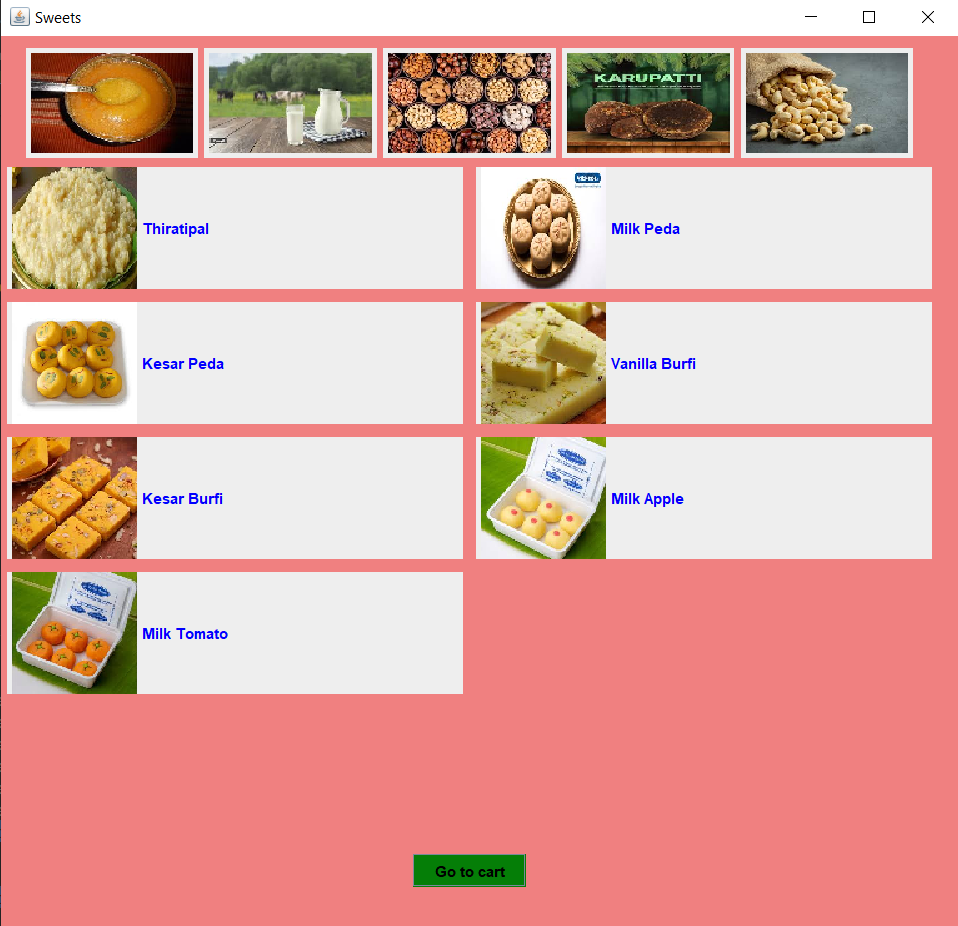 Sweets
KARUPATTI
Thiratipal
Milk Peda
Kesar Peda
Vanilla Burfi
Kesar Burfi
Milk Apple
Milk Tomato
Go to cart